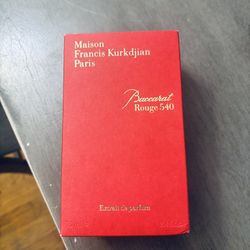 Maison
Francis Kurkdjian
Paris
Baccarat
Rouge 540
Extrait de parfum